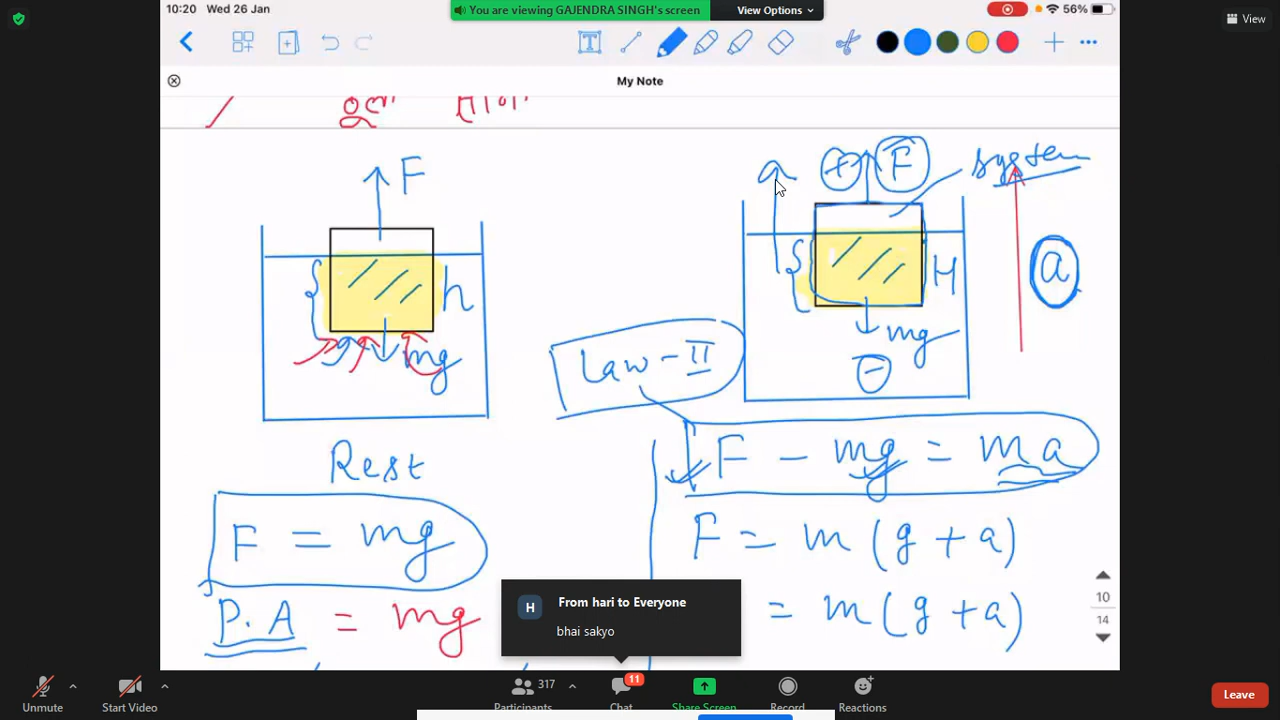 10:20 Wed 26 Jan
You are viewing GAJENDRA SINGH's screen
View Options
56%
View
My Note
F
+
F
system
h
H
a
mg
mg
−
Law - II
Rest
F - mg = ma
F = mg
F = m(g + a)
P.A = mg
= m(g + a)
H
From hari to Everyone
bhai sakyo
10
14
317
11
Unmute
Start Video
Participants
Chat
Share Screen
Record
Reactions
Leave